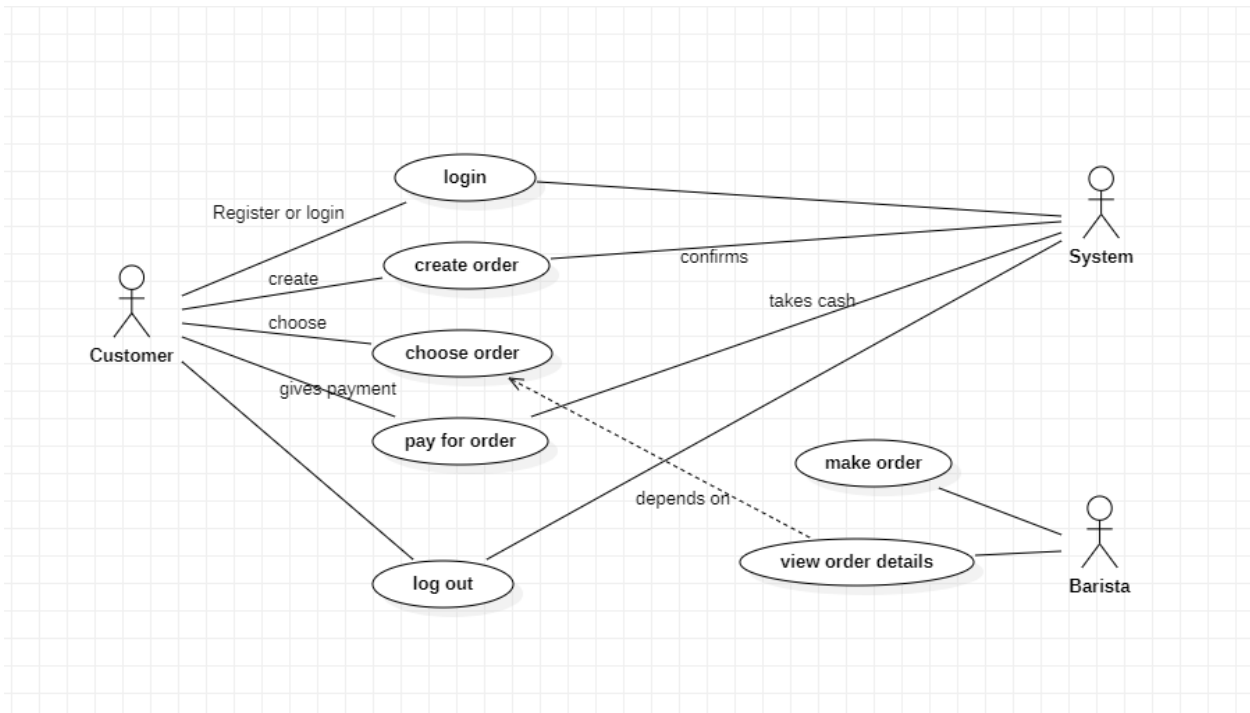 login
Register or login
System
create order
confirms
create
takes cash
choose
choose order
Customer
gives payment
pay for order
make order
depends on
view order details
log out
Barista